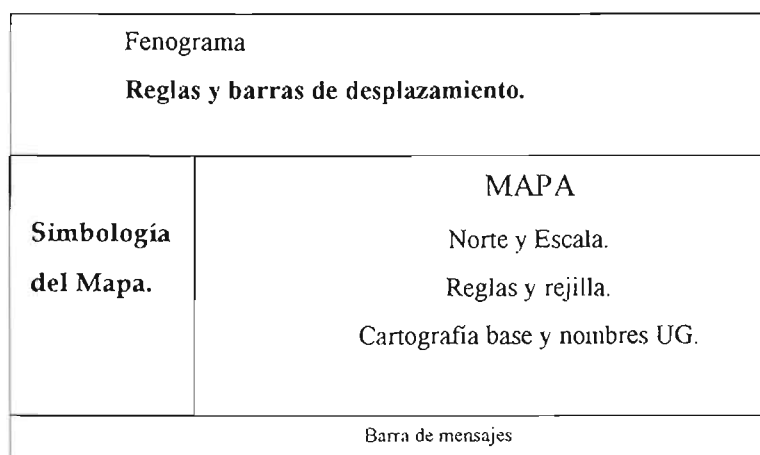 Fenograma
Reglas y barras de desplazamiento.
Simbología
del Mapa.
MAPA
Norte y Escala.
Reglas y rejilla.
Cartografía base y nombres UG.
Barra de mensajes